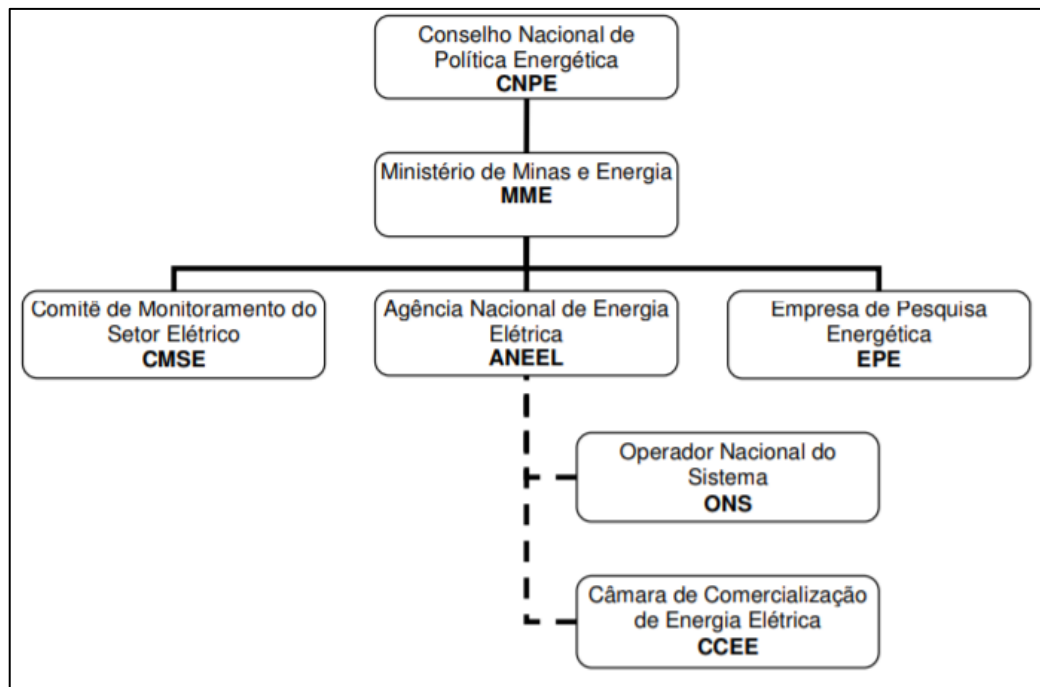 Conselho Nacional de
Política Energética
CNPE
Ministério de Minas e Energia
MME
Comitë de Monitoramento do
Setor Elétrico
CMSE
Agência Nacional de Energia
Elétrica
ANEEL
Empresa de Pesquisa
Energética
EPE
Operador Nacional do
Sistema
ONS
Câmara de Comercialização
de Energia Elétrica
CCEE